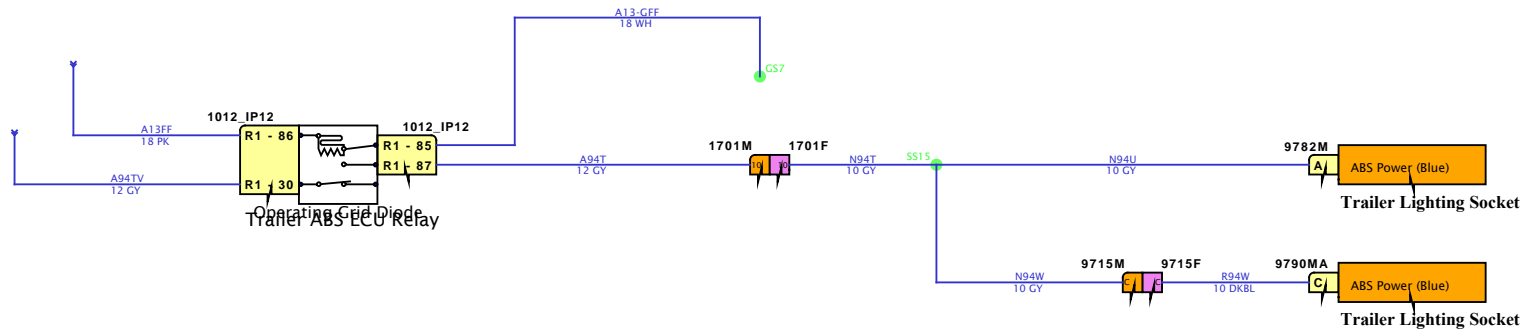 A13-GFF
18 WH
GS7
1012_IP12
A13FF
18 PK
R1 - 86
1012_IP12
R1 - 85
R1 - 87
A94TV
12 GY
R1 - 30
Operating Grid Diode
Trailer ABS ECU Relay
A94T
12 GY
1701M
1701F
10
10
N94T
10 GY
SS15
N94U
10 GY
9782M
A
ABS Power (Blue)
Trailer Lighting Socket
N94W
10 GY
9715M
9715F
C
C
R94W
10 DKBL
9790MA
C
ABS Power (Blue)
Trailer Lighting Socket